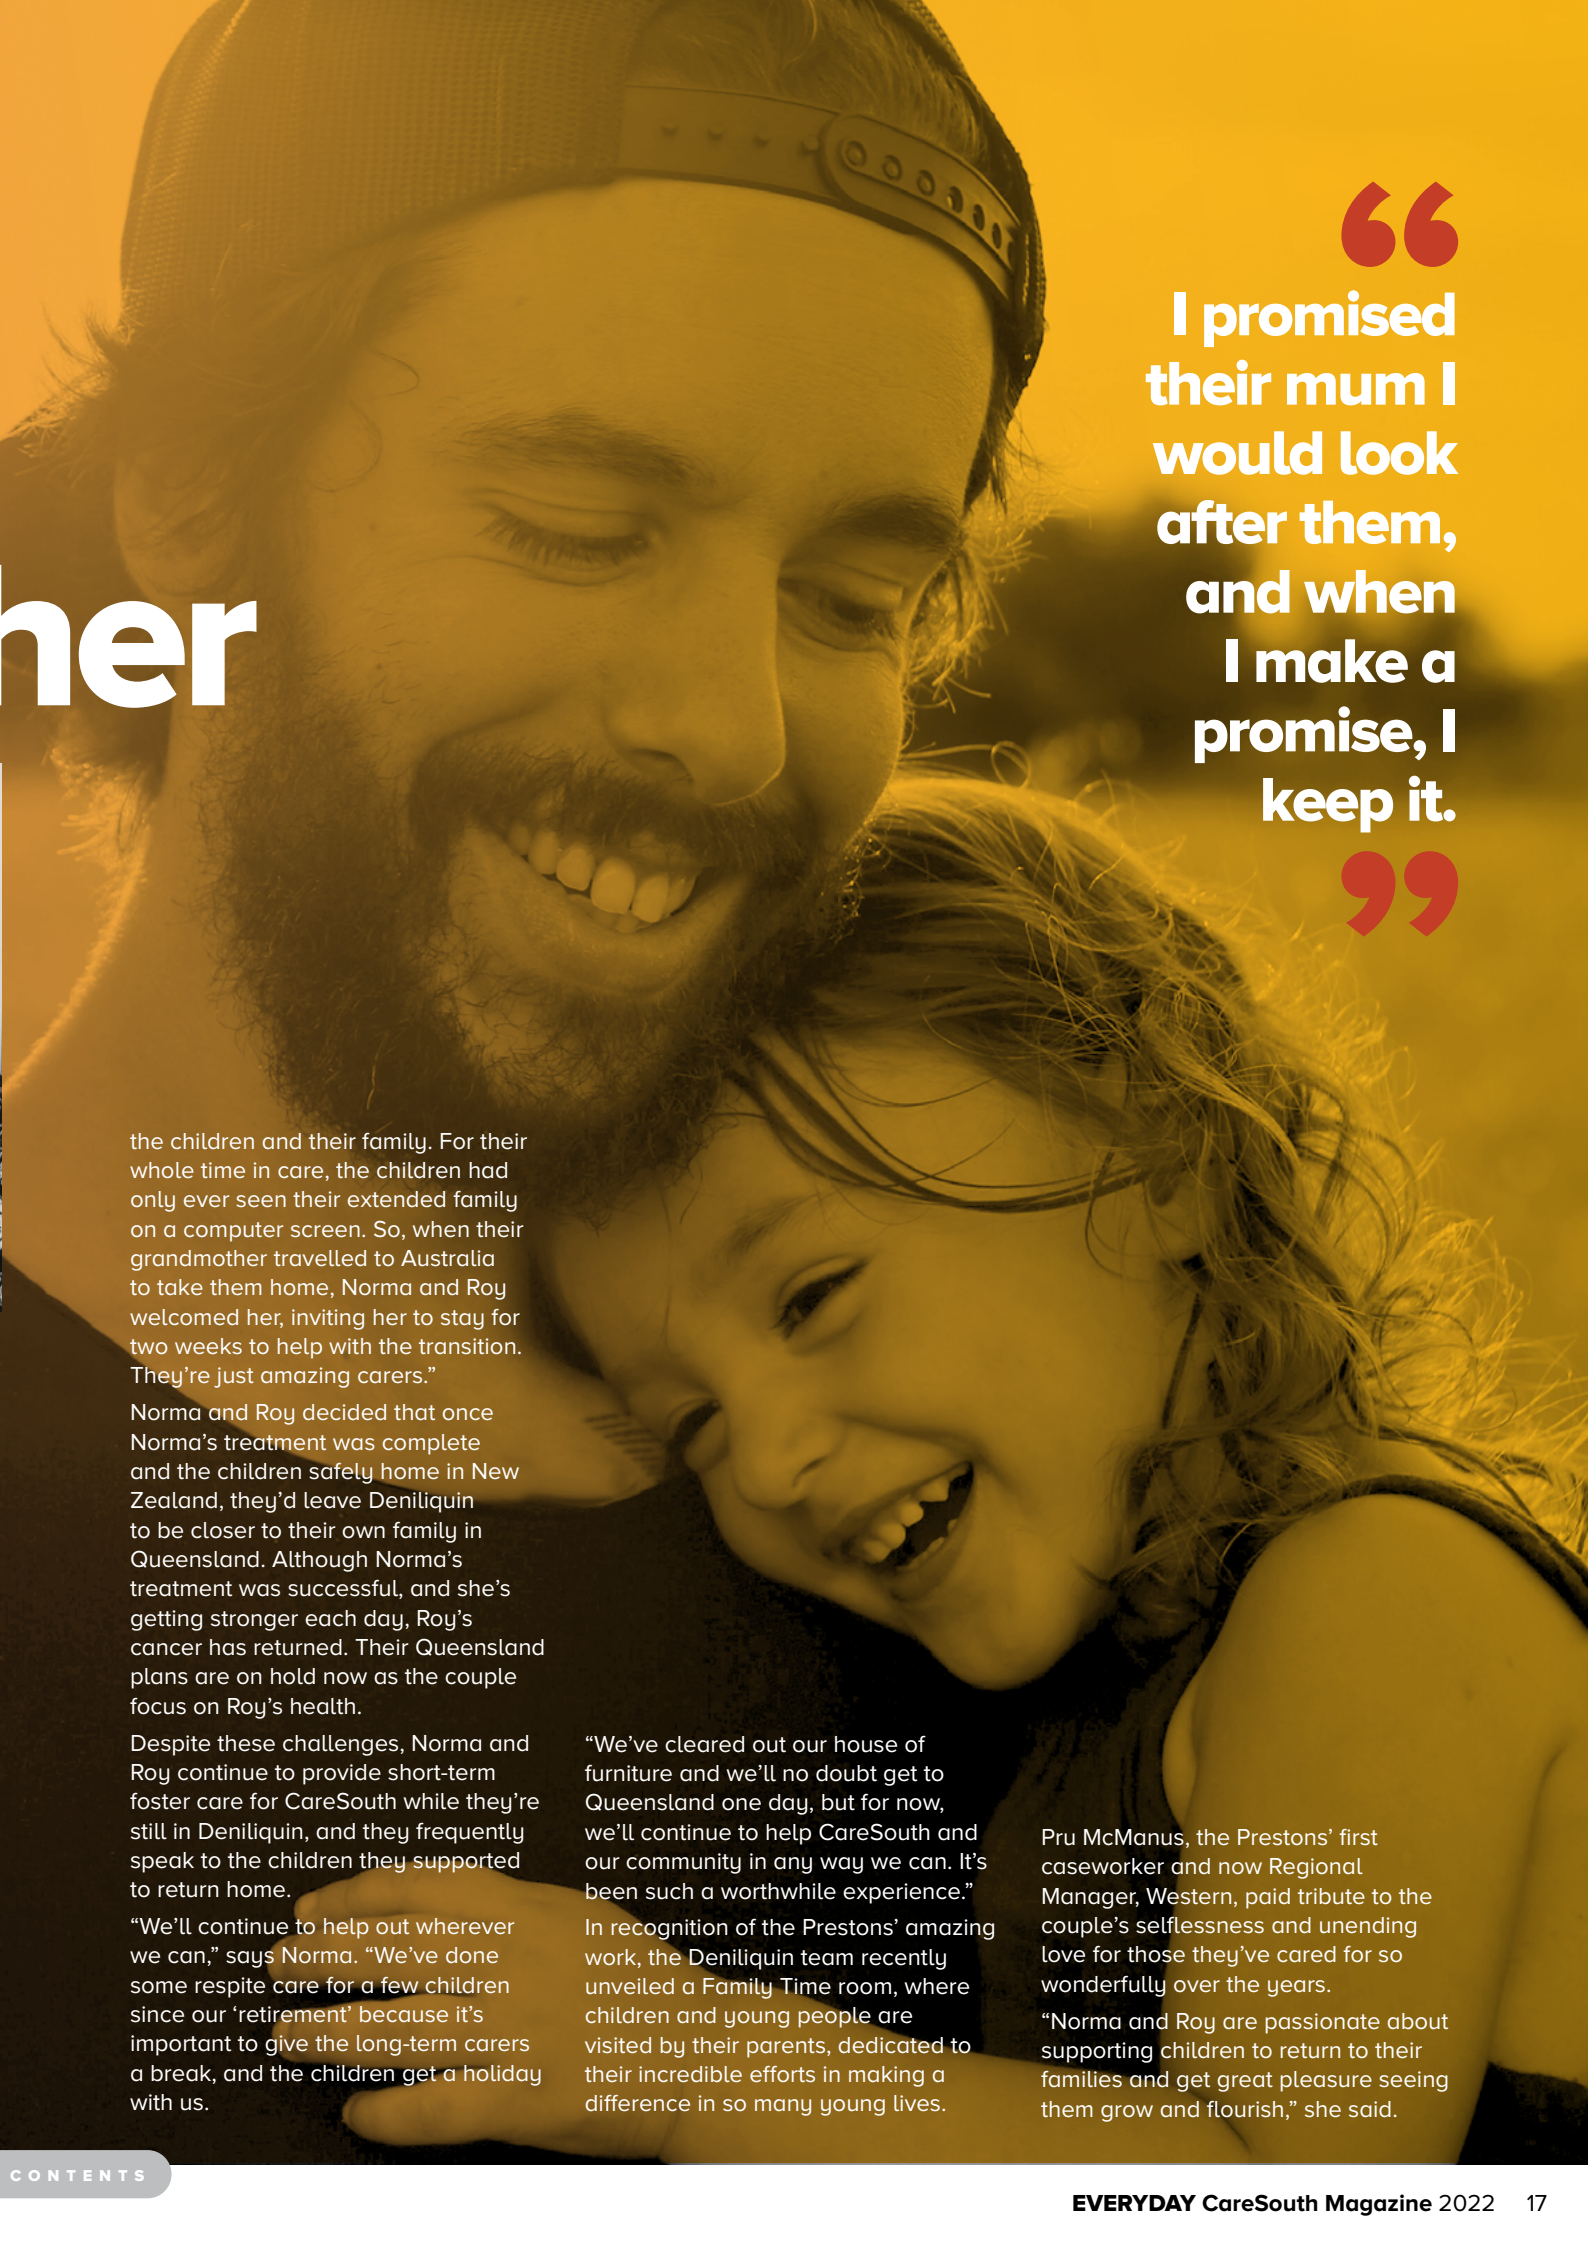 “
I promised
their mum I
would look
after them,
and when
I make a
promise, I
keep it.
”
her
the children and their family. For their
whole time in care, the children had
only ever seen their extended family
on a computer screen. So, when their
grandmother travelled to Australia
to take them home, Norma and Roy
welcomed her, inviting her to stay for
two weeks to help with the transition.
They’re just amazing carers.”
Norma and Roy decided that once
Norma’s treatment was complete
and the children safely home in New
Zealand, they’d leave Deniliquin
to be closer to their own family in
Queensland. Although Norma’s
treatment was successful, and she’s
getting stronger each day, Roy’s
cancer has returned. Their Queensland
plans are on hold now as the couple
focus on Roy’s health.
Despite these challenges, Norma and
Roy continue to provide short-term
foster care for CareSouth while they’re
still in Deniliquin, and they frequently
speak to the children they supported
to return home.
“We’ll continue to help out wherever
we can,” says Norma. “We’ve done
some respite care for a few children
since our ‘retirement’ because it’s
important to give the long-term carers
a break, and the children get a holiday
with us.
“We’ve cleared out our house of
furniture and we’ll no doubt get to
Queensland one day, but for now,
we’ll continue to help CareSouth and
our community in any way we can. It’s
been such a worthwhile experience.”
In recognition of the Prestons’ amazing
work, the Deniliquin team recently
unveiled a Family Time room, where
children and young people are
visited by their parents, dedicated to
their incredible efforts in making a
difference in so many young lives.
Pru McManus, the Prestons’ first
caseworker and now Regional
Manager, Western, paid tribute to the
couple’s selflessness and unending
love for those they’ve cared for so
wonderfully over the years.
“Norma and Roy are passionate about
supporting children to return to their
families and get great pleasure seeing
them grow and flourish,” she said.
CONTENTS
EVERYDAY CareSouth Magazine 2022 17